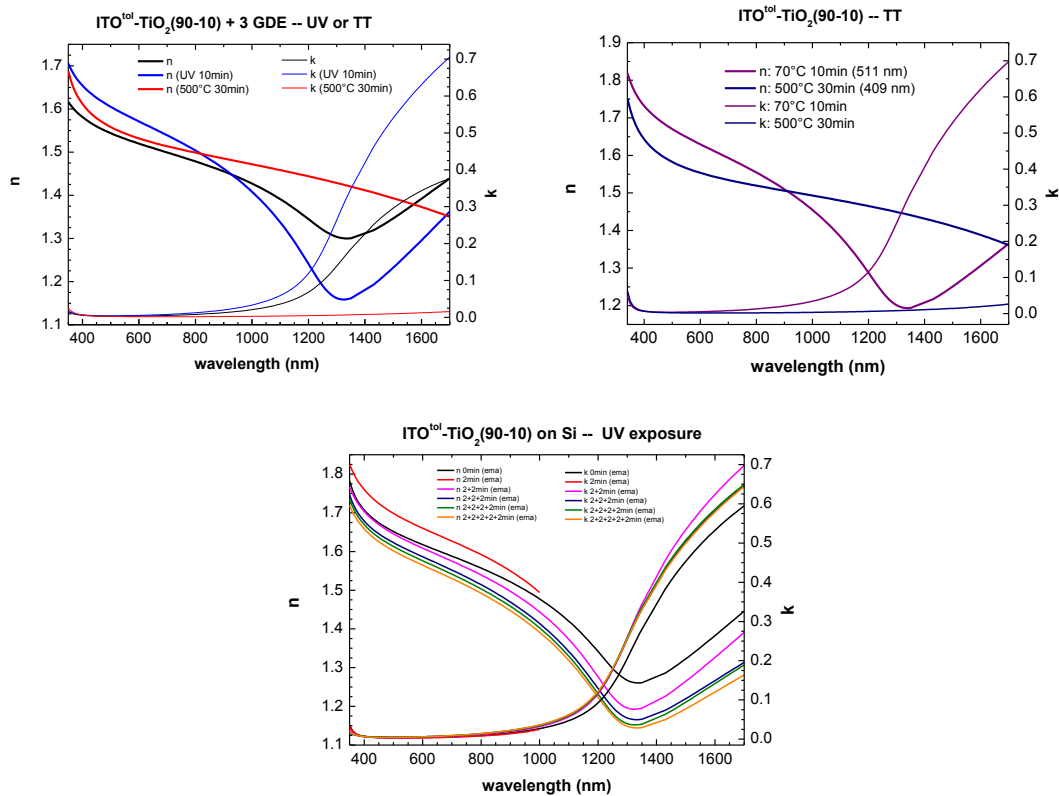 ITO^tol-TiO₂(90-10) + 3 GDE -- UV or TT
n
n (UV 10min)
n (500°C 30min)
k
k (UV 10min)
k (500°C 30min)
1.7
1.6
1.5
1.4
1.3
1.2
1.1
n
0.7
0.6
0.5
0.4
0.3
0.2
0.1
0.0
k
400 600 800 1000 1200 1400 1600
wavelength (nm)
ITO^tol-TiO₂(90-10) -- TT
n: 70°C 10min (511 nm)
n: 500°C 30min (409 nm)
k: 70°C 10min
k: 500°C 30min
1.9
1.8
1.7
1.6
1.5
1.4
1.3
1.2
n
0.7
0.6
0.5
0.4
0.3
0.2
0.1
0.0
k
400 600 800 1000 1200 1400 1600
wavelength (nm)
ITO^tol-TiO₂(90-10) on Si -- UV exposure
n 0min (ema)
n 2min (ema)
n 2+2min (ema)
n 2+2+2min (ema)
n 2+2+2+2min (ema)
n 2+2+2+2+2min (ema)
k 0min (ema)
k 2min (ema)
k 2+2min (ema)
k 2+2+2min (ema)
k 2+2+2+2min (ema)
k 2+2+2+2+2min (ema)
1.8
1.7
1.6
1.5
1.4
1.3
1.2
1.1
n
0.7
0.6
0.5
0.4
0.3
0.2
0.1
0.0
k
400 600 800 1000 1200 1400 1600
wavelength (nm)